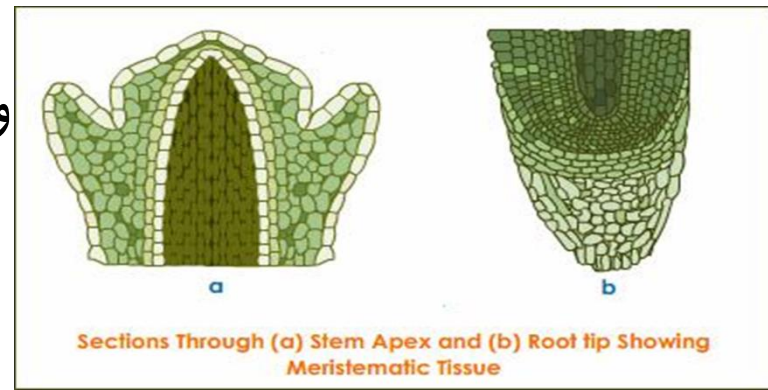 و
a
b
Sections Through (a) Stem Apex and (b) Root tip Showing
Meristematic Tissue